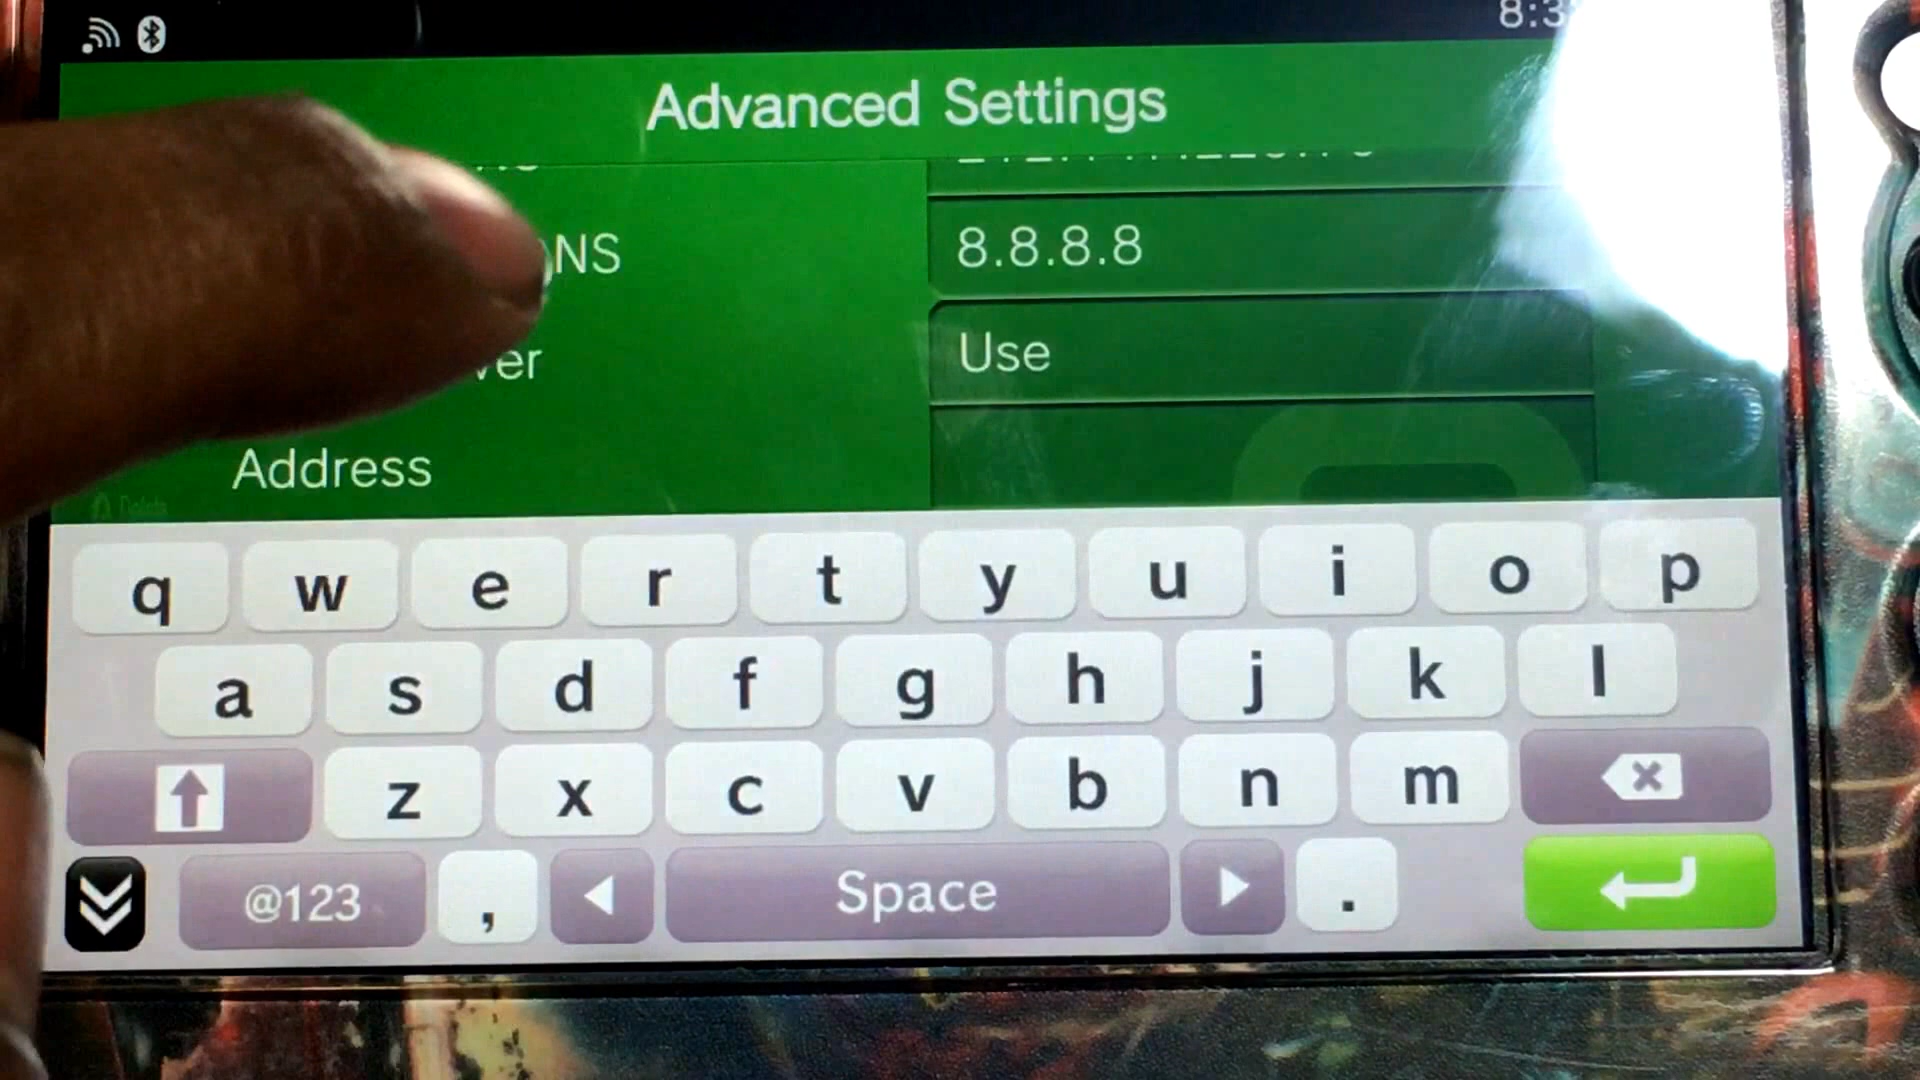 Advanced Settings
NS
8.8.8.8
ver
Use
Address
q w e r t y u i o p
a s d f g h j k l
z x c v b n m
@123 , Space .